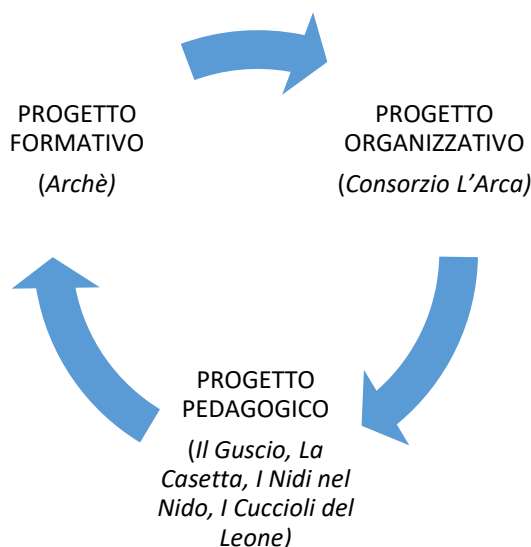 PROGETTO
FORMATIVO
(Archè)
PROGETTO
ORGANIZZATIVO
(Consorzio L’Arca)
PROGETTO
PEDAGOGICO
(Il Guscio, La
Casetta, I Nidi nel
Nido, I Cuccioli del
Leone)